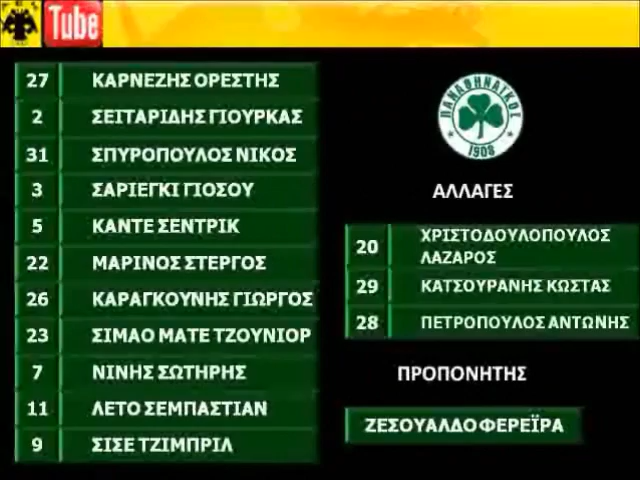 Tube
27 ΚΑΡΝΕΖΗΣ ΟΡΕΣΤΗΣ
2 ΣΕΙΤΑΡΙΔΗΣ ΓΙΟΥΡΚΑΣ
31 ΣΠΥΡΟΠΟΥΛΟΣ ΝΙΚΟΣ
3 ΣΑΡΙΕΓΚΙ ΓΙΟΣΟΥ
5 ΚΑΝΤΕ ΣΕΝΤΡΙΚ
22 ΜΑΡΙΝΟΣ ΣΤΕΡΓΟΣ
26 ΚΑΡΑΓΚΟΥΝΗΣ ΓΙΩΡΓΟΣ
23 ΣΙΜΑΟ ΜΑΤΕ ΤΖΟΥΝΙΟΡ
7 ΝΙΝΗΣ ΣΩΤΗΡΗΣ
11 ΛΕΤΟ ΣΕΜΠΑΣΤΙΑΝ
9 ΣΙΣΕ ΤΖΙΜΠΡΙΛ
ΠΑΝΑΘΗΝΑΪΚΟΣ
1908
ΑΛΛΑΓΕΣ
20 ΧΡΙΣΤΟΔΟΥΛΟΠΟΥΛΟΣ
ΛΑΖΑΡΟΣ
29 ΚΑΤΣΟΥΡΑΝΗΣ ΚΩΣΤΑΣ
28 ΠΕΤΡΟΠΟΥΛΟΣ ΑΝΤΩΝΗΣ
ΠΡΟΠΟΝΗΤΗΣ
ΖΕΣΟΥΑΛΔΟ ΦΕΡΕΪΡΑ